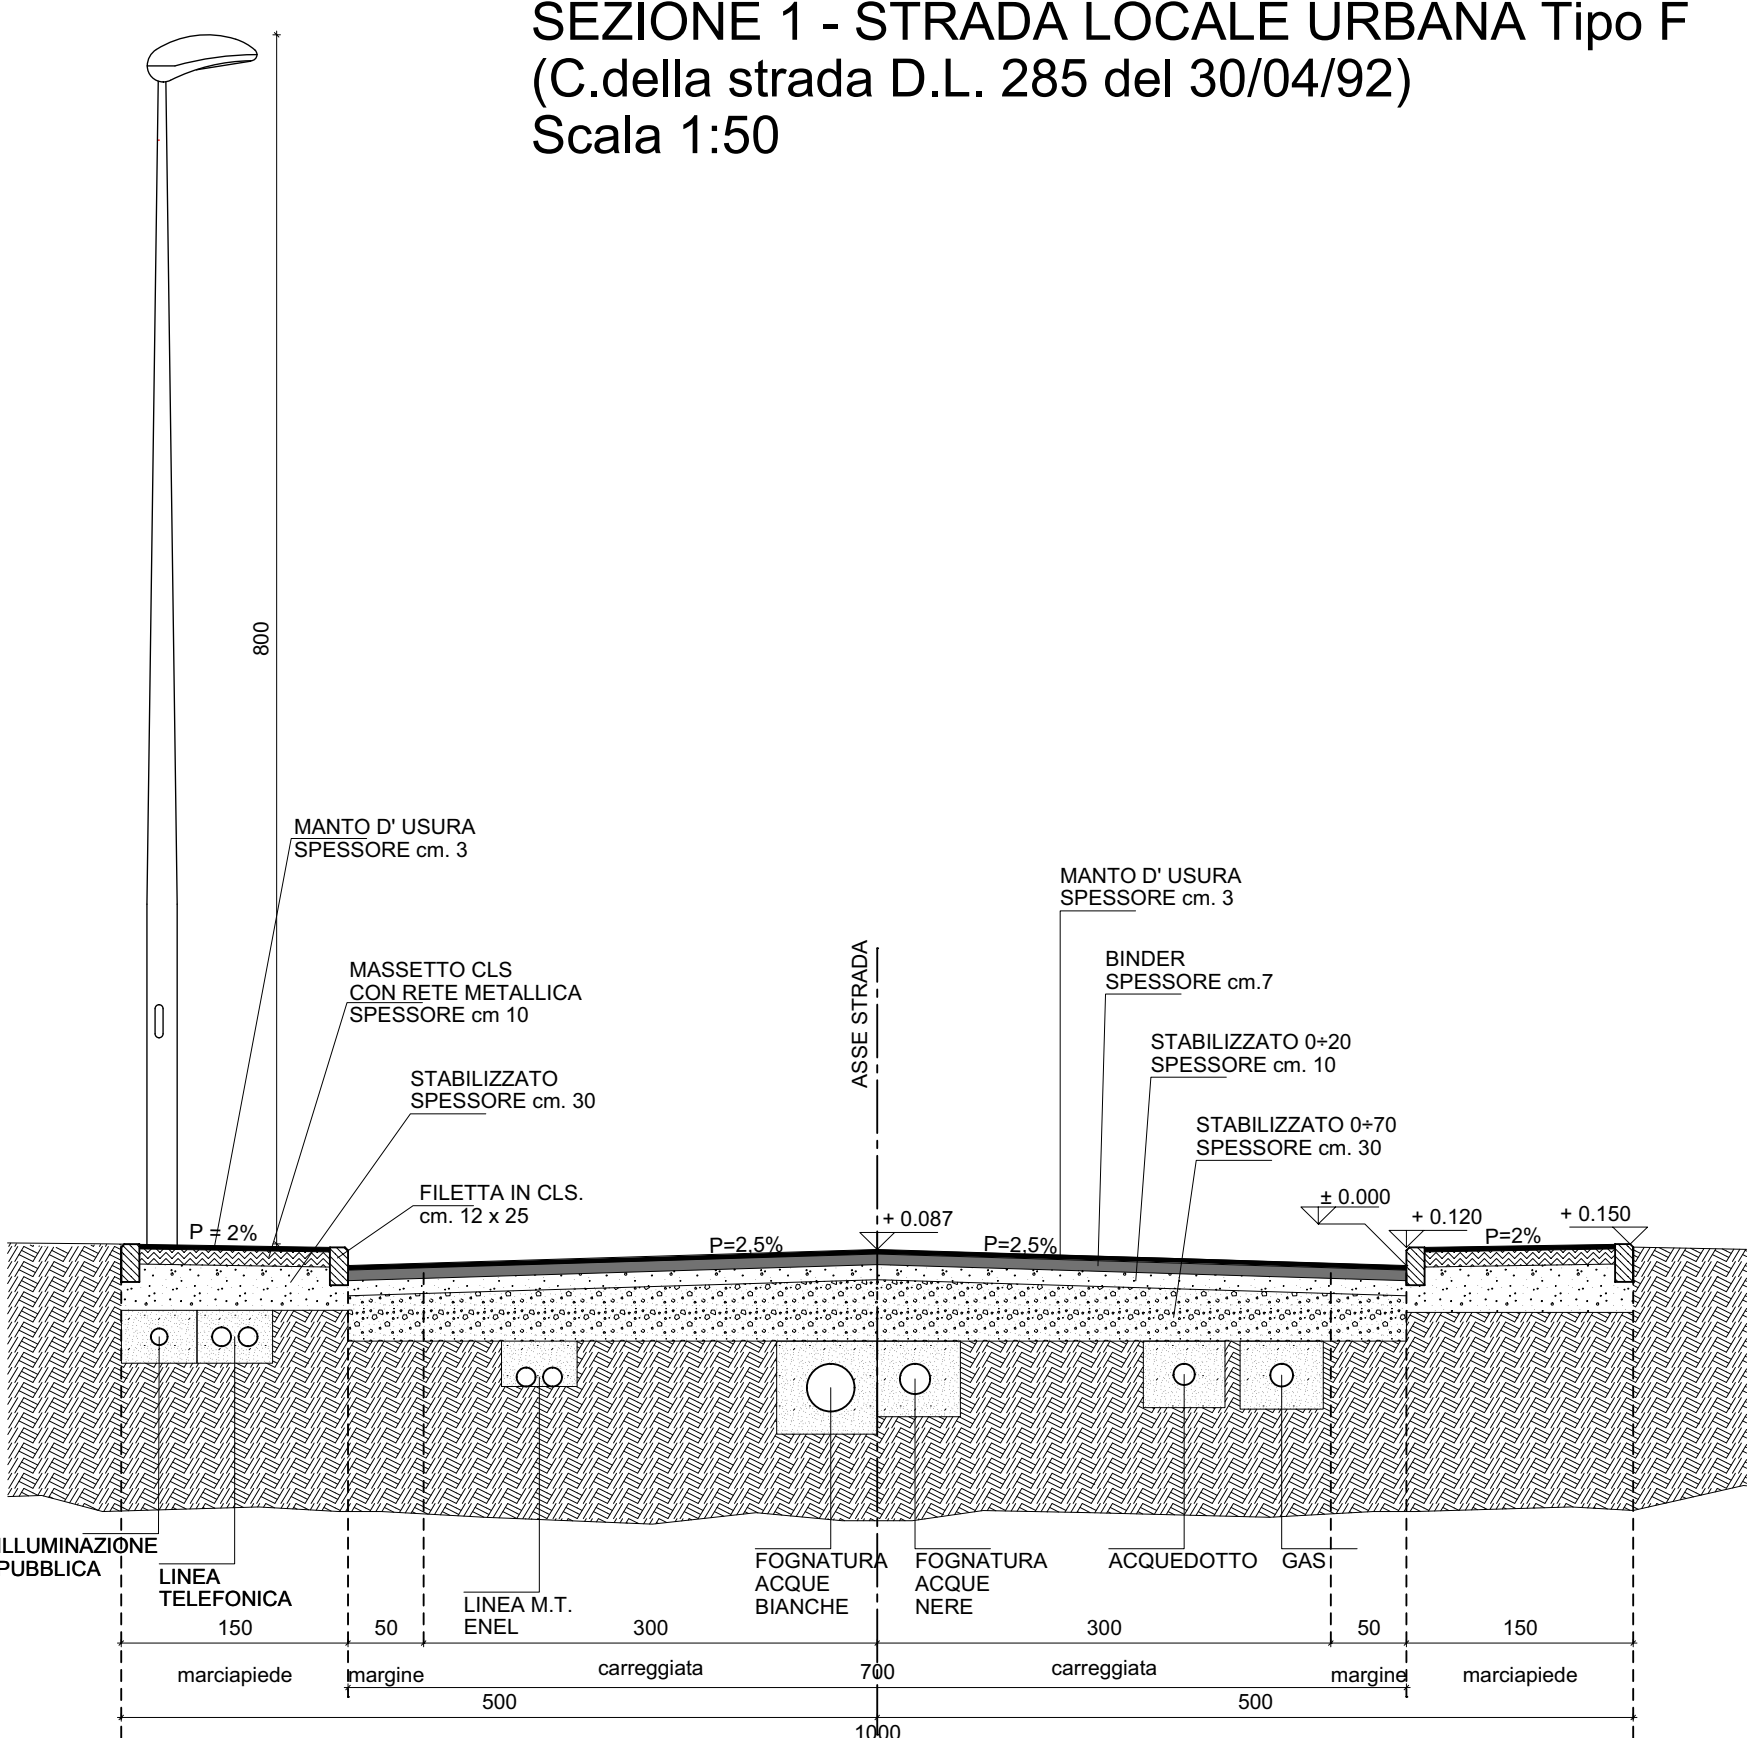 SEZIONE 1 - STRADA LOCALE URBANA Tipo F
(C.della strada D.L. 285 del 30/04/92)
Scala 1:50
800
MANTO D' USURA
SPESSORE cm. 3
MASSETTO CLS
CON RETE METALLICA
SPESSORE cm 10
STABILIZZATO
SPESSORE cm. 30
FILETTA IN CLS.
cm. 12 x 25
P = 2%
ASSE STRADA
MANTO D' USURA
SPESSORE cm. 3
BINDER
SPESSORE cm.7
STABILIZZATO 0÷20
SPESSORE cm. 10
STABILIZZATO 0÷70
SPESSORE cm. 30
± 0.000
+ 0.120
+ 0.150
+ 0.087
P=2,5%
P=2,5%
P=2%
ILLUMINAZIONE
PUBBLICA
LINEA
TELEFONICA
LINEA M.T.
ENEL
FOGNATURA
ACQUE
BIANCHE
FOGNATURA
ACQUE
NERE
ACQUEDOTTO
GAS
150 50 300 300 50 150
marciapiede margine carreggiata 700 carreggiata margine marciapiede
500 500
1000